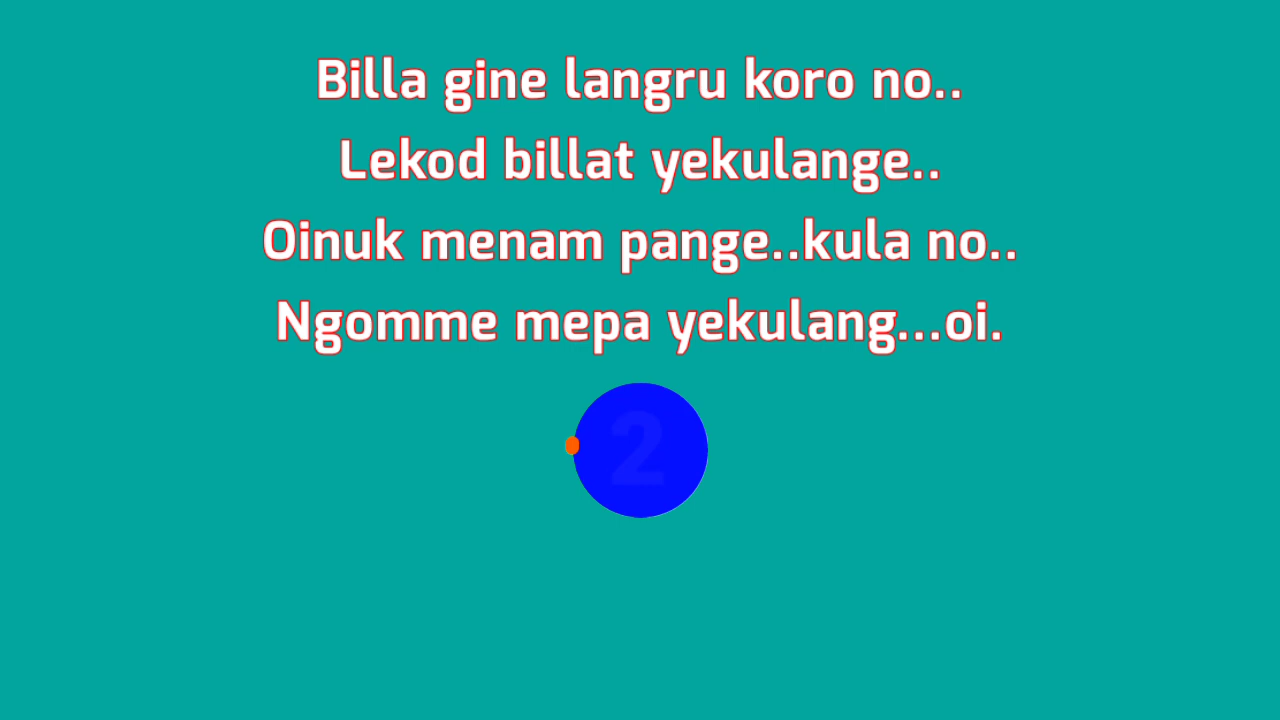 Billa gine langru koro no..
Lekod billat yekulange..
Oinuk menam pange..kula no..
Ngomme mepa yekulang...oi.
2